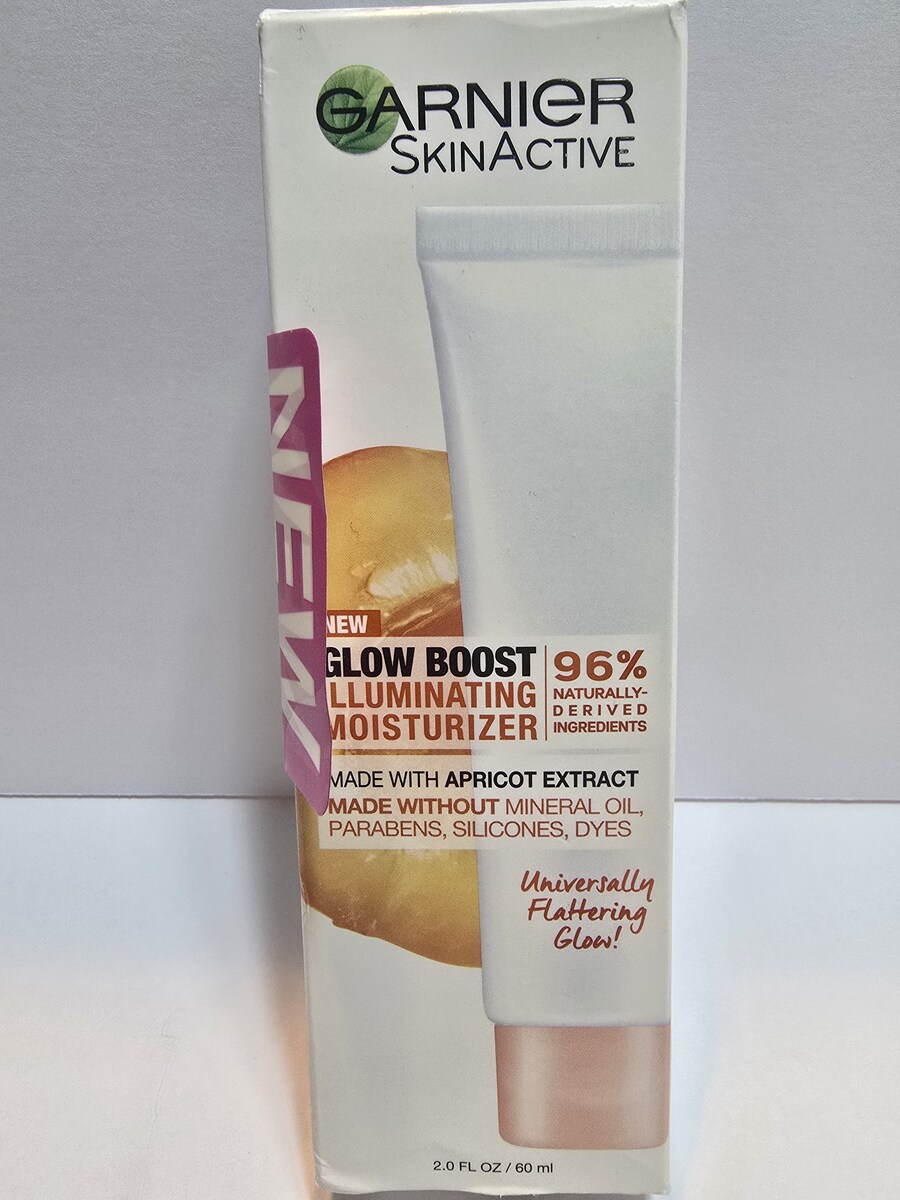 GARNIER
SKINACTIVE
NEW
NEW
GLOW BOOST
ILLUMINATING
MOISTURIZER
96%
NATURALLY-
DERIVED
INGREDIENTS
MADE WITH APRICOT EXTRACT
MADE WITHOUT MINERAL OIL,
PARABENS, SILICONES, DYES
Universally
Flattering
Glow!
2.0 FL OZ / 60 ml